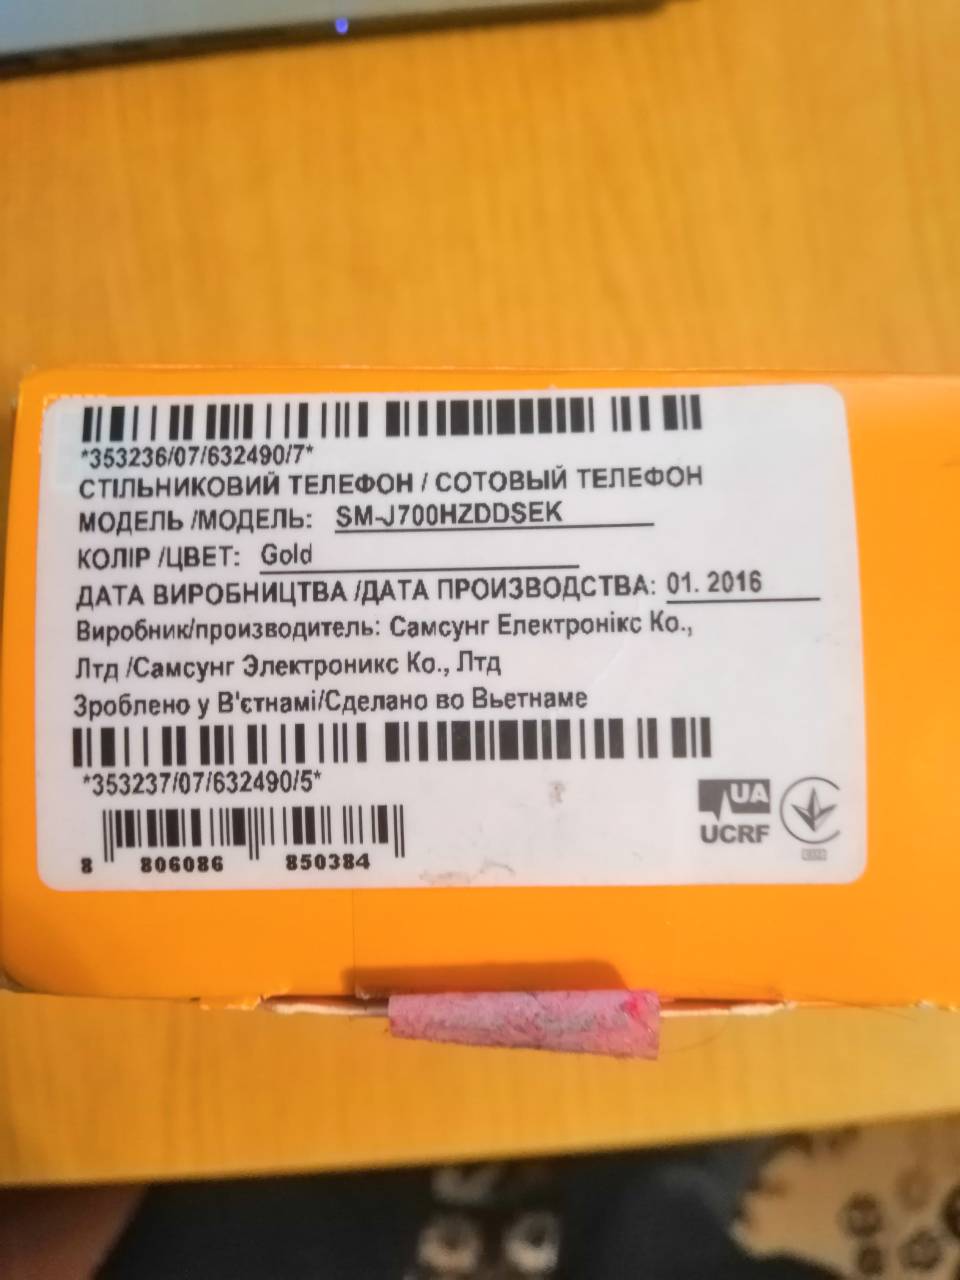 *353236/07/632490/7*
СТІЛЬНИКОВИЙ ТЕЛЕФОН / СОТОВЫЙ ТЕЛЕФОН
МОДЕЛЬ /МОДЕЛЬ: SM-J700HZDDSEK
КОЛІР /ЦВЕТ: Gold
ДАТА ВИРОБНИЦТВА /ДАТА ПРОИЗВОДСТВА: 01. 2016
Виробник/производитель: Самсунг Електронікс Ко.,
Лтд /Самсунг Электроникс Ко., Лтд
Зроблено у В'єтнамі/Сделано во Вьетнаме
*353237/07/632490/5*
UA
UCRF
8 806086 850384